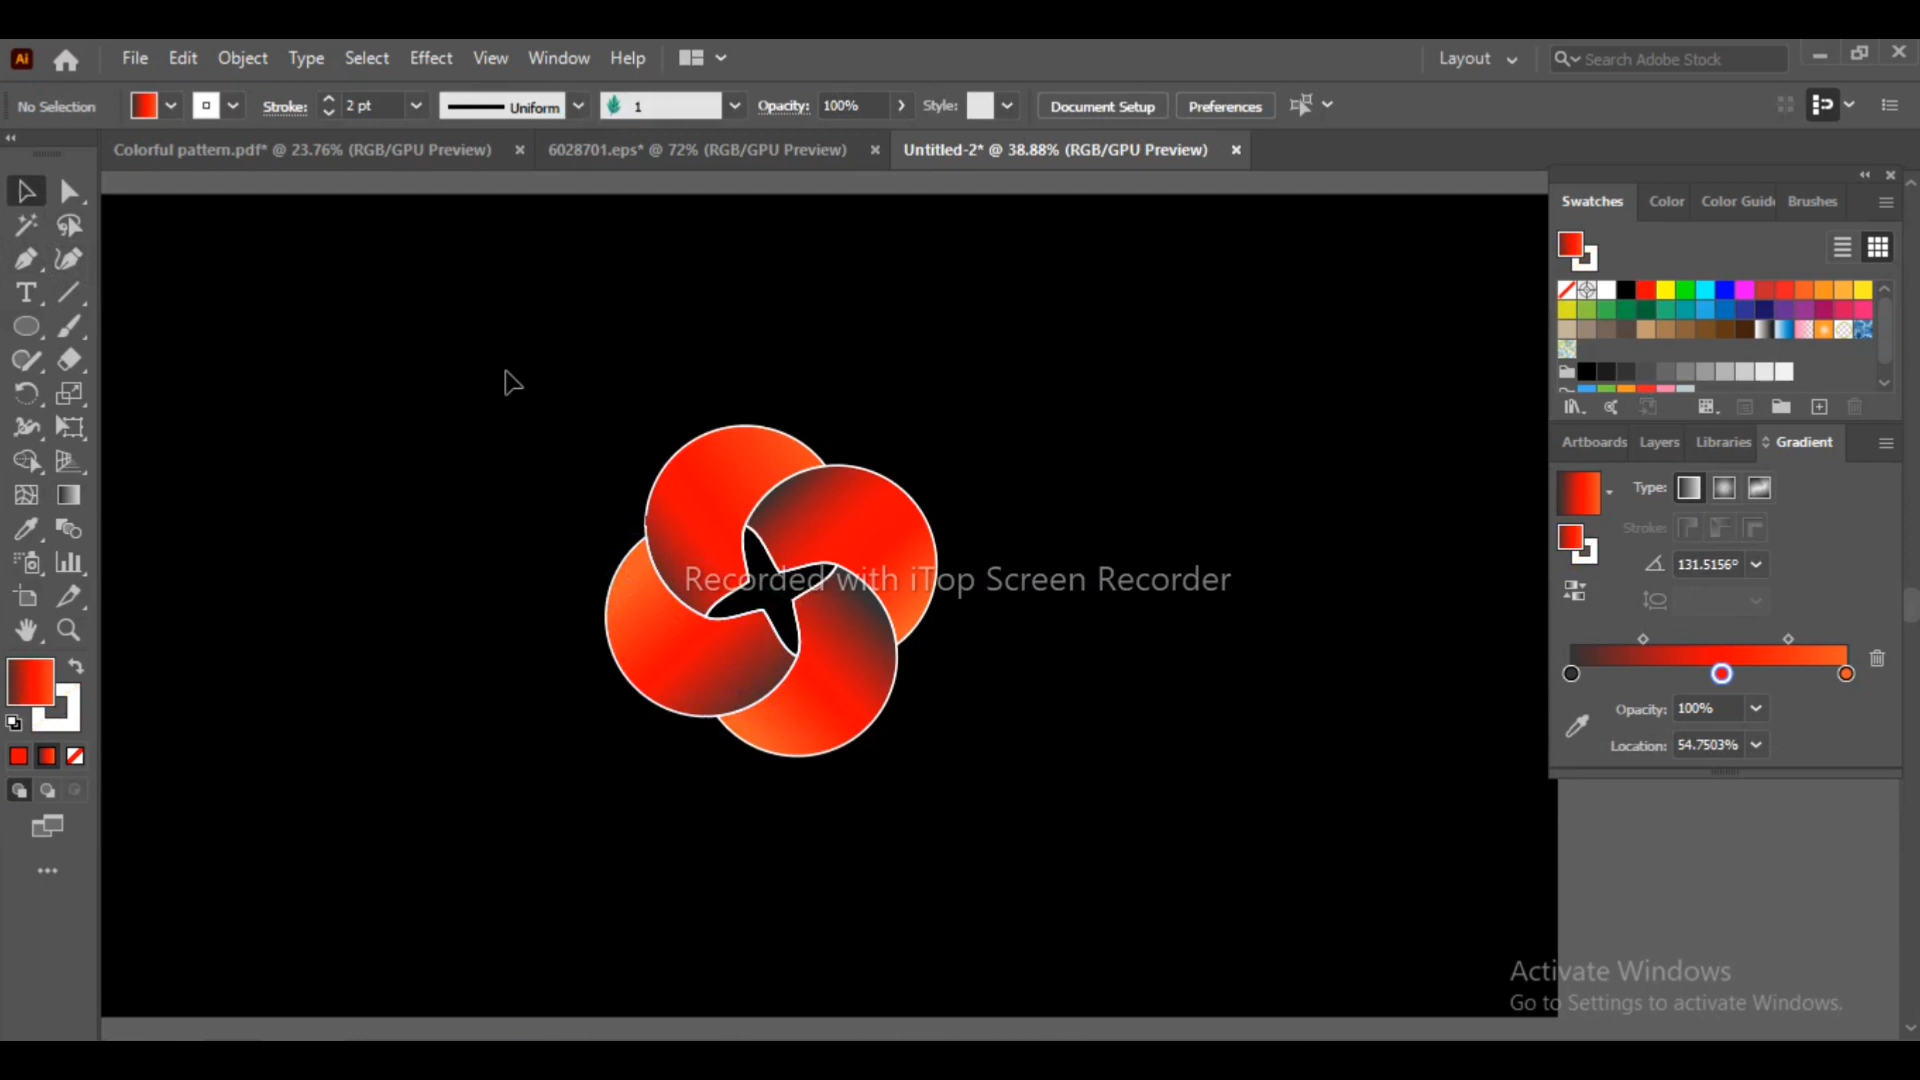 Ai File Edit Object Type Select Effect View Window Help Layout Search Adobe Stock
No Selection Stroke: 2 pt Uniform 1 Opacity: 100% Style: Document Setup Preferences
Colorful pattern.pdf* @ 23.76% (RGB/GPU Preview) 6028701.eps* @ 72% (RGB/GPU Preview) Untitled-2* @ 38.88% (RGB/GPU Preview)
Swatches Color Color Guid Brushes
Artboards Layers Libraries Gradient
Type:
Stroke:
131.5156°
Opacity: 100%
Location: 54.7503%
Recorded with iTop Screen Recorder
Activate Windows
Go to Settings to activate Windows.